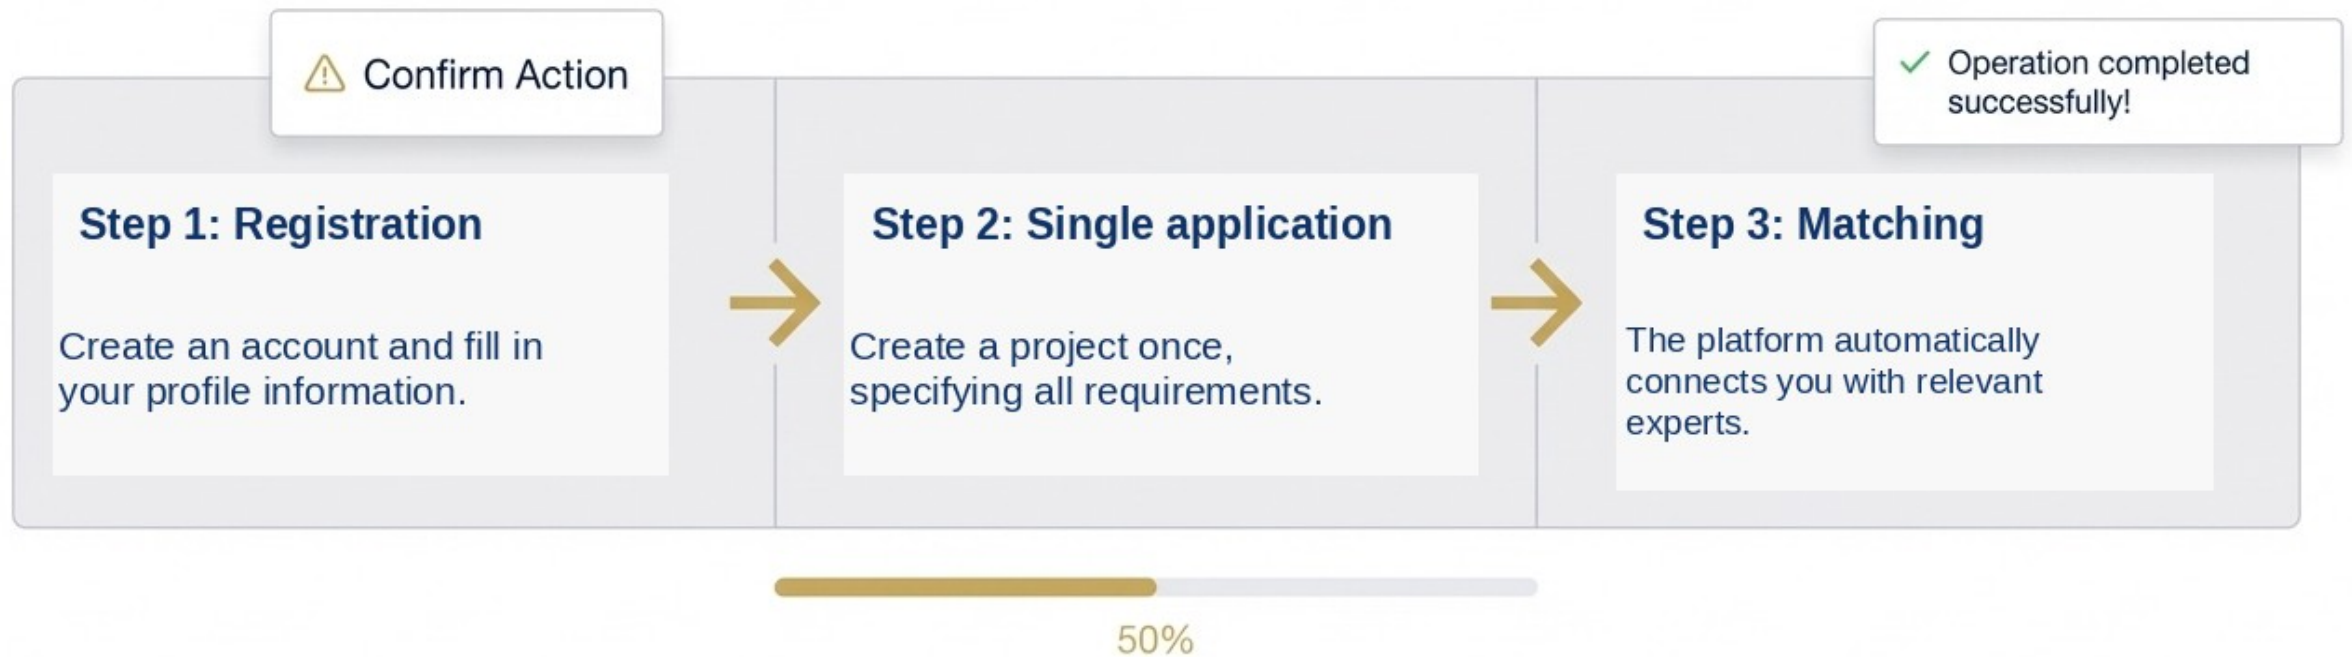 Confirm Action
Operation completed
successfully!
Step 1: Registration
Create an account and fill in
your profile information.
Step 2: Single application
Create a project once,
specifying all requirements.
Step 3: Matching
The platform automatically
connects you with relevant
experts.
50%